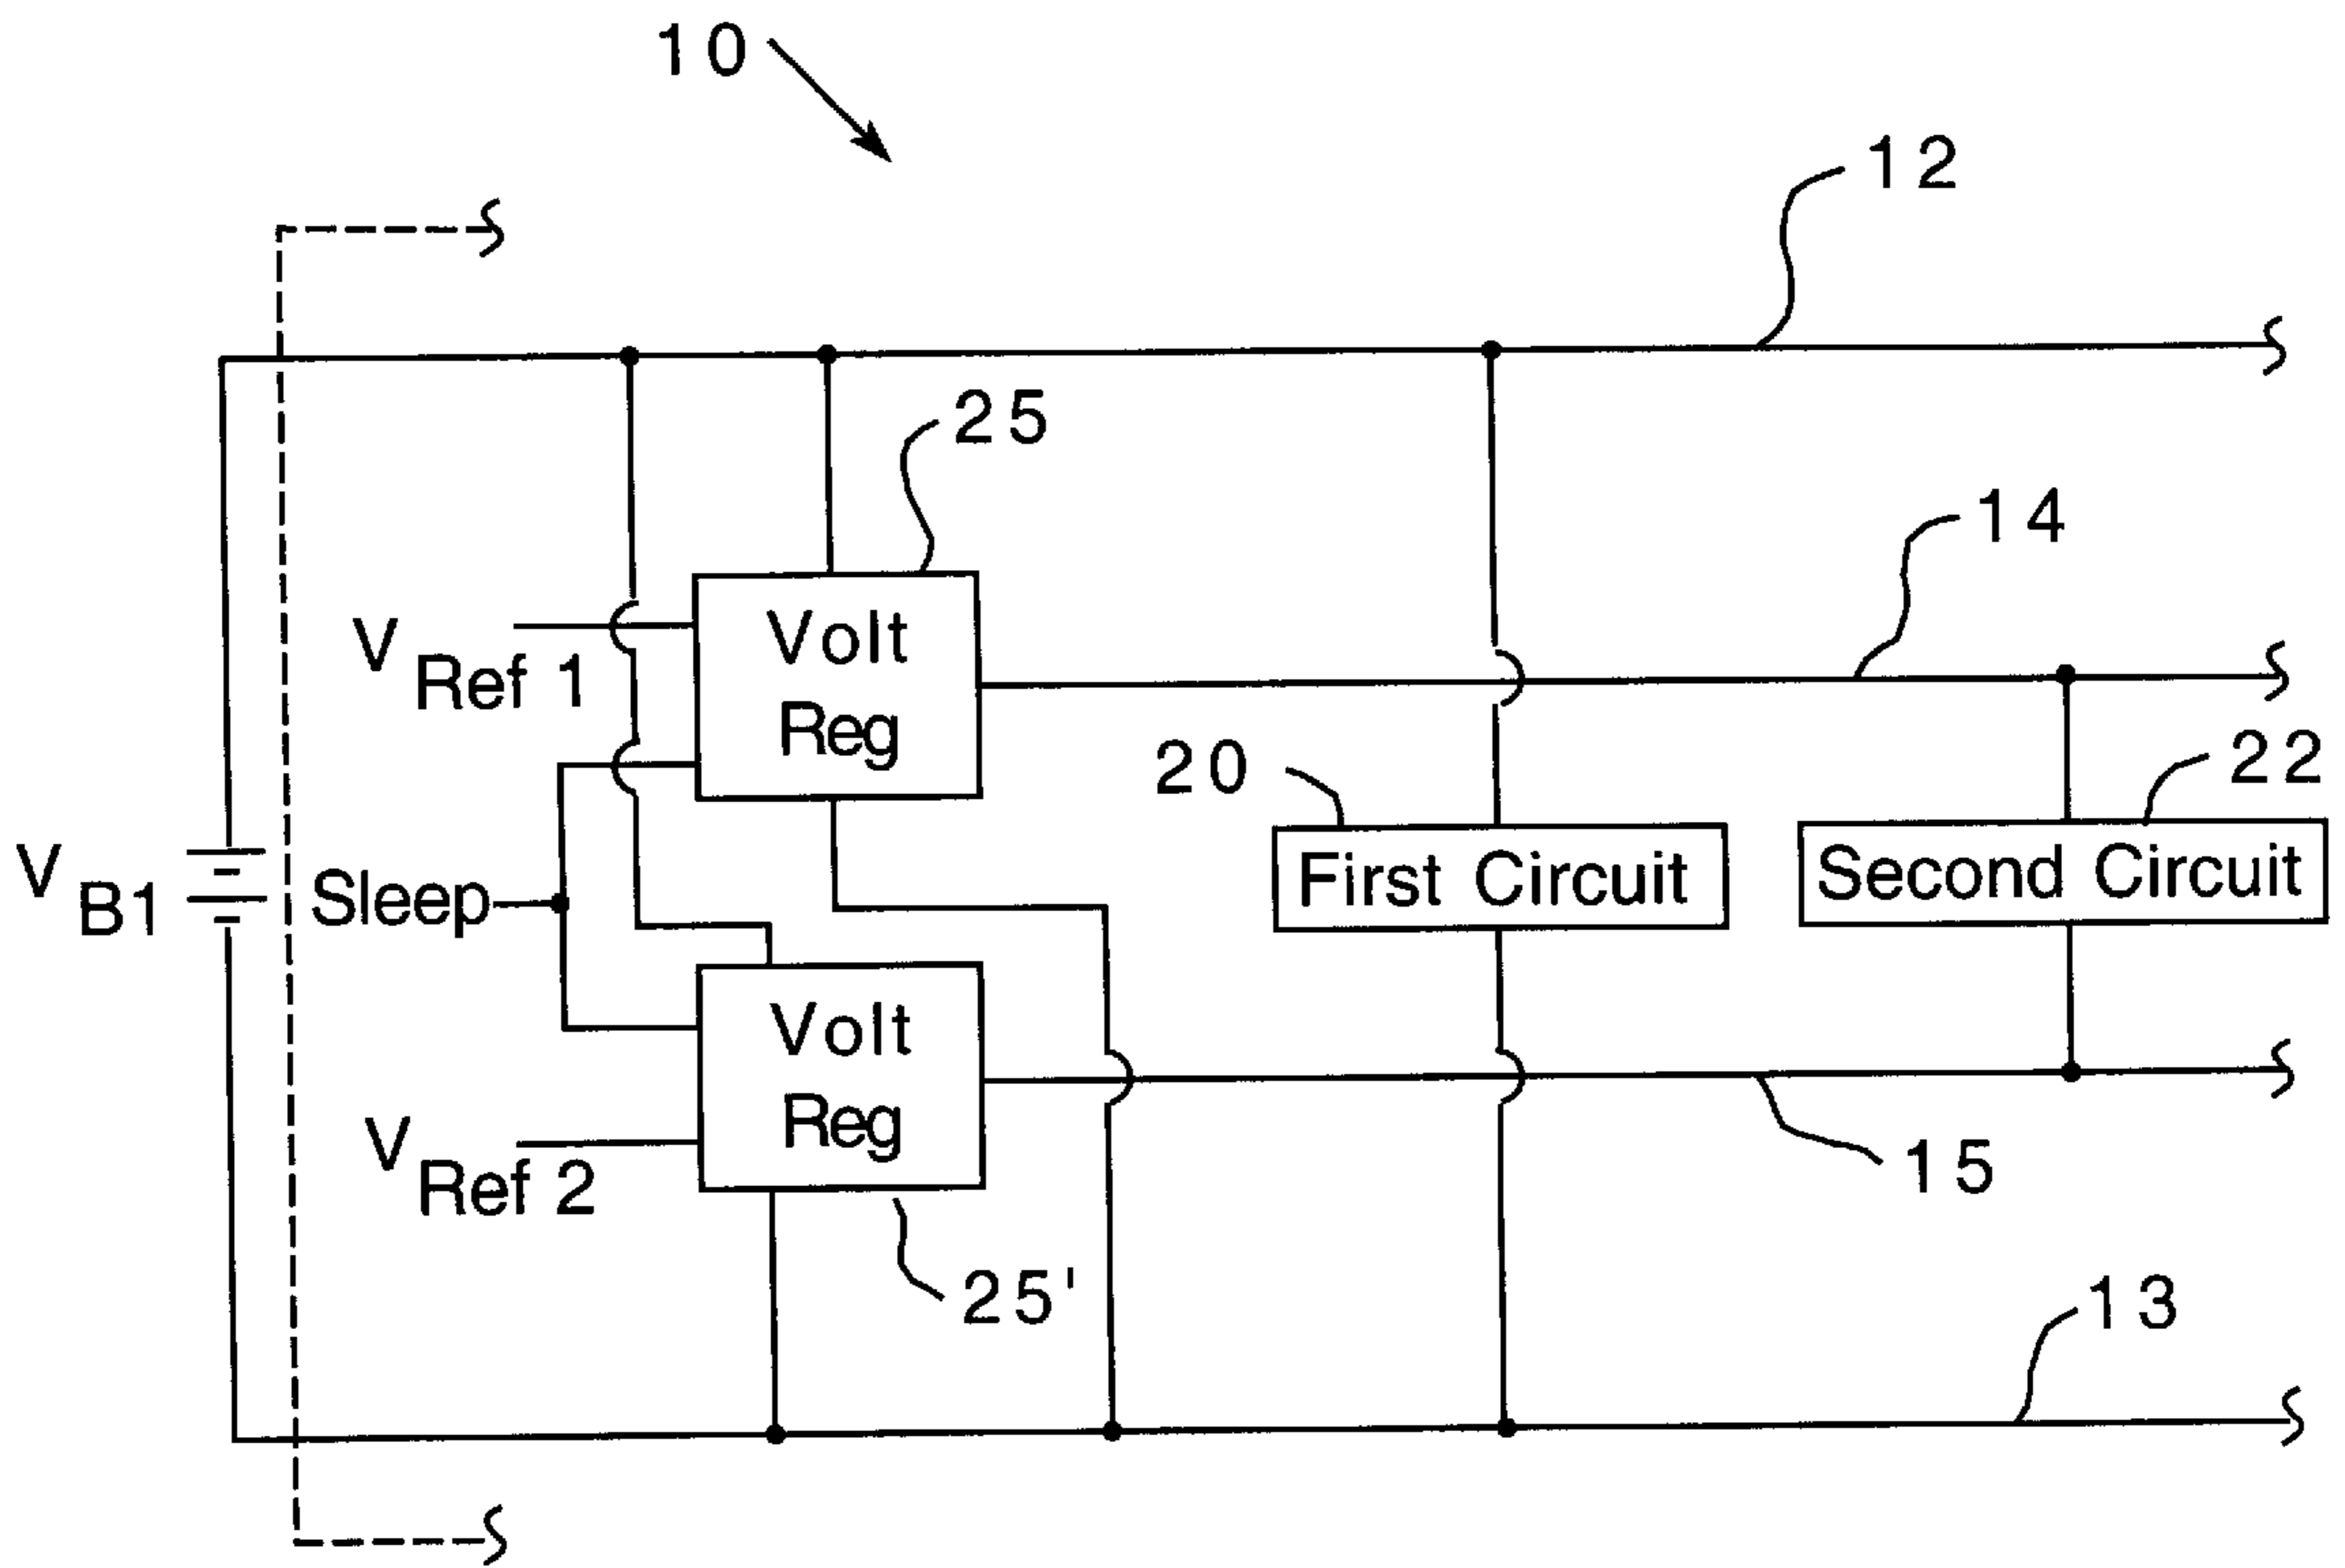 10
12
25
14
V Ref 1
Volt
Reg
20
22
V B1
Sleep
First Circuit
Second Circuit
Volt
Reg
V Ref 2
15
25'
13